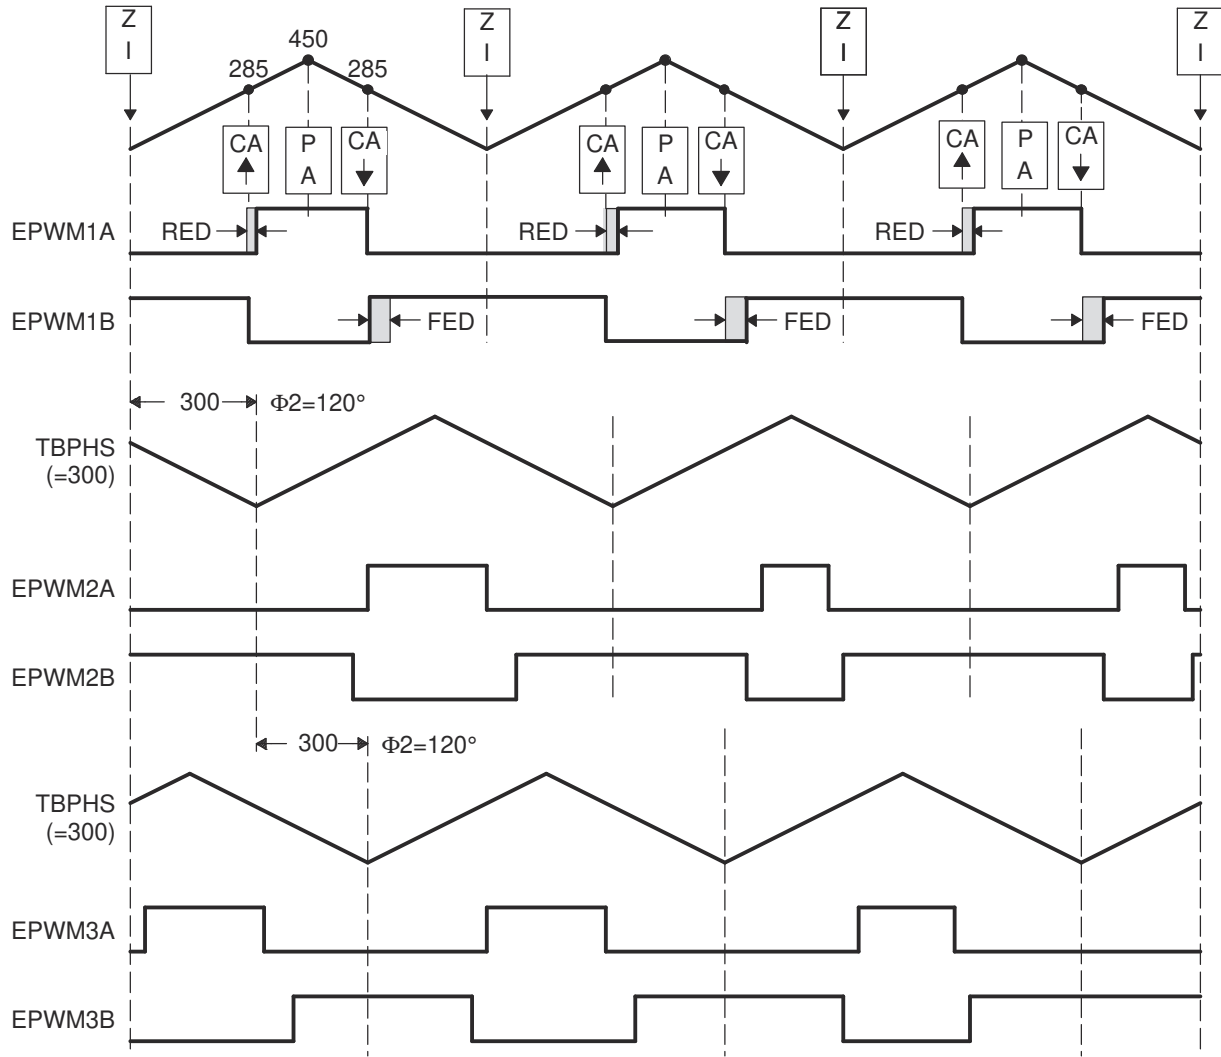 Z
I
Z
I
Z
I
Z
I
450
285
285
CA
P
A
CA
CA
P
A
CA
CA
P
A
CA
EPWM1A
RED
RED
RED
EPWM1B
FED
FED
FED
300
Φ2=120°
TBPHS
(=300)
EPWM2A
EPWM2B
300
Φ2=120°
TBPHS
(=300)
EPWM3A
EPWM3B